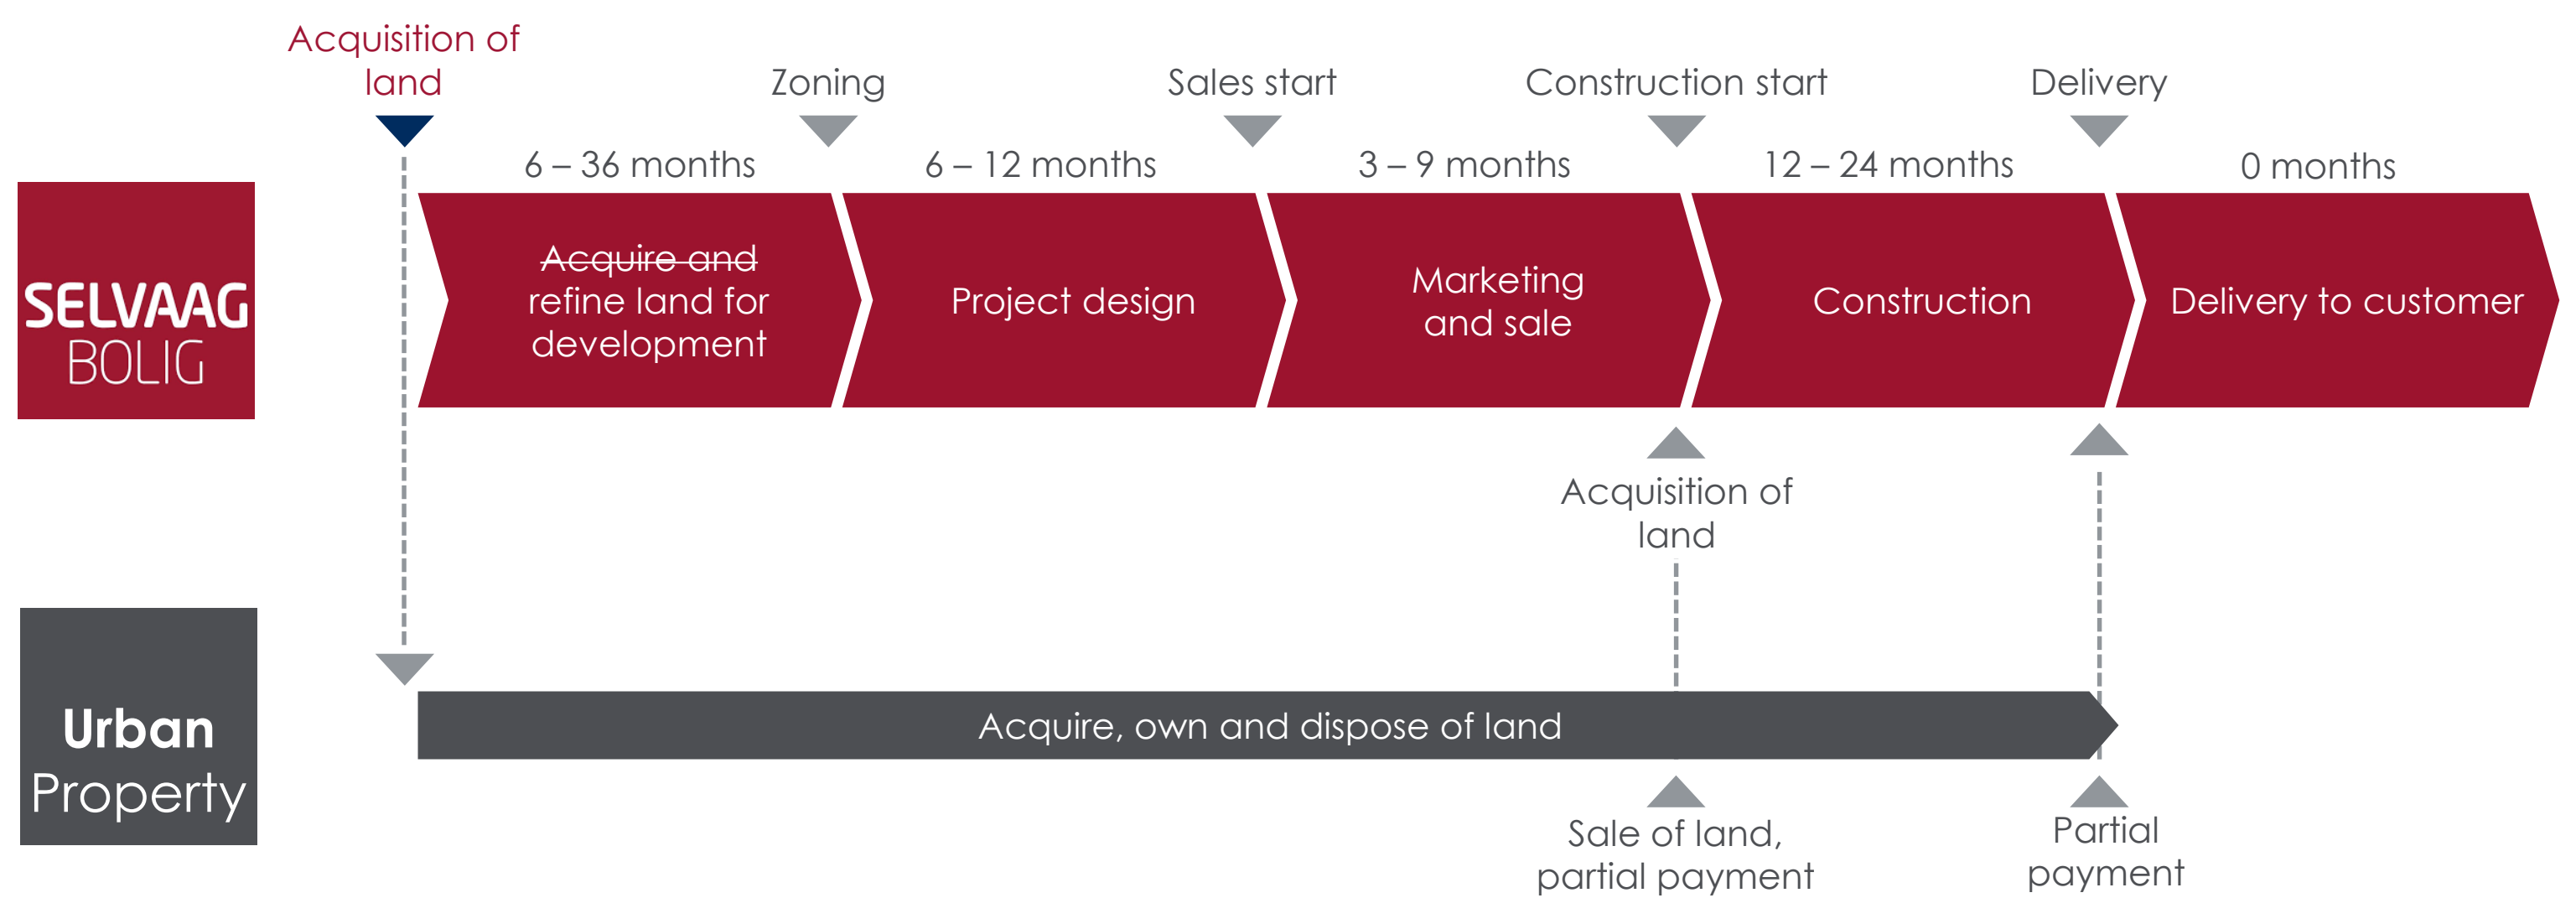 Acquisition of
land
Zoning
Sales start
Construction start
Delivery
6 – 36 months
6 – 12 months
3 – 9 months
12 – 24 months
0 months
SELVAAG
BOLIG
Acquire and
refine land for
development
Project design
Marketing
and sale
Construction
Delivery to customer
Acquisition of
land
Urban
Property
Acquire, own and dispose of land
Sale of land,
partial payment
Partial
payment